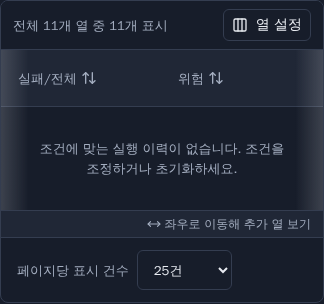 전체 11개 열 중 11개 표시
열 설정
실패/전체
위험
조건에 맞는 실행 이력이 없습니다. 조건을
조정하거나 초기화하세요.
좌우로 이동해 추가 열 보기
페이지당 표시 건수
25건